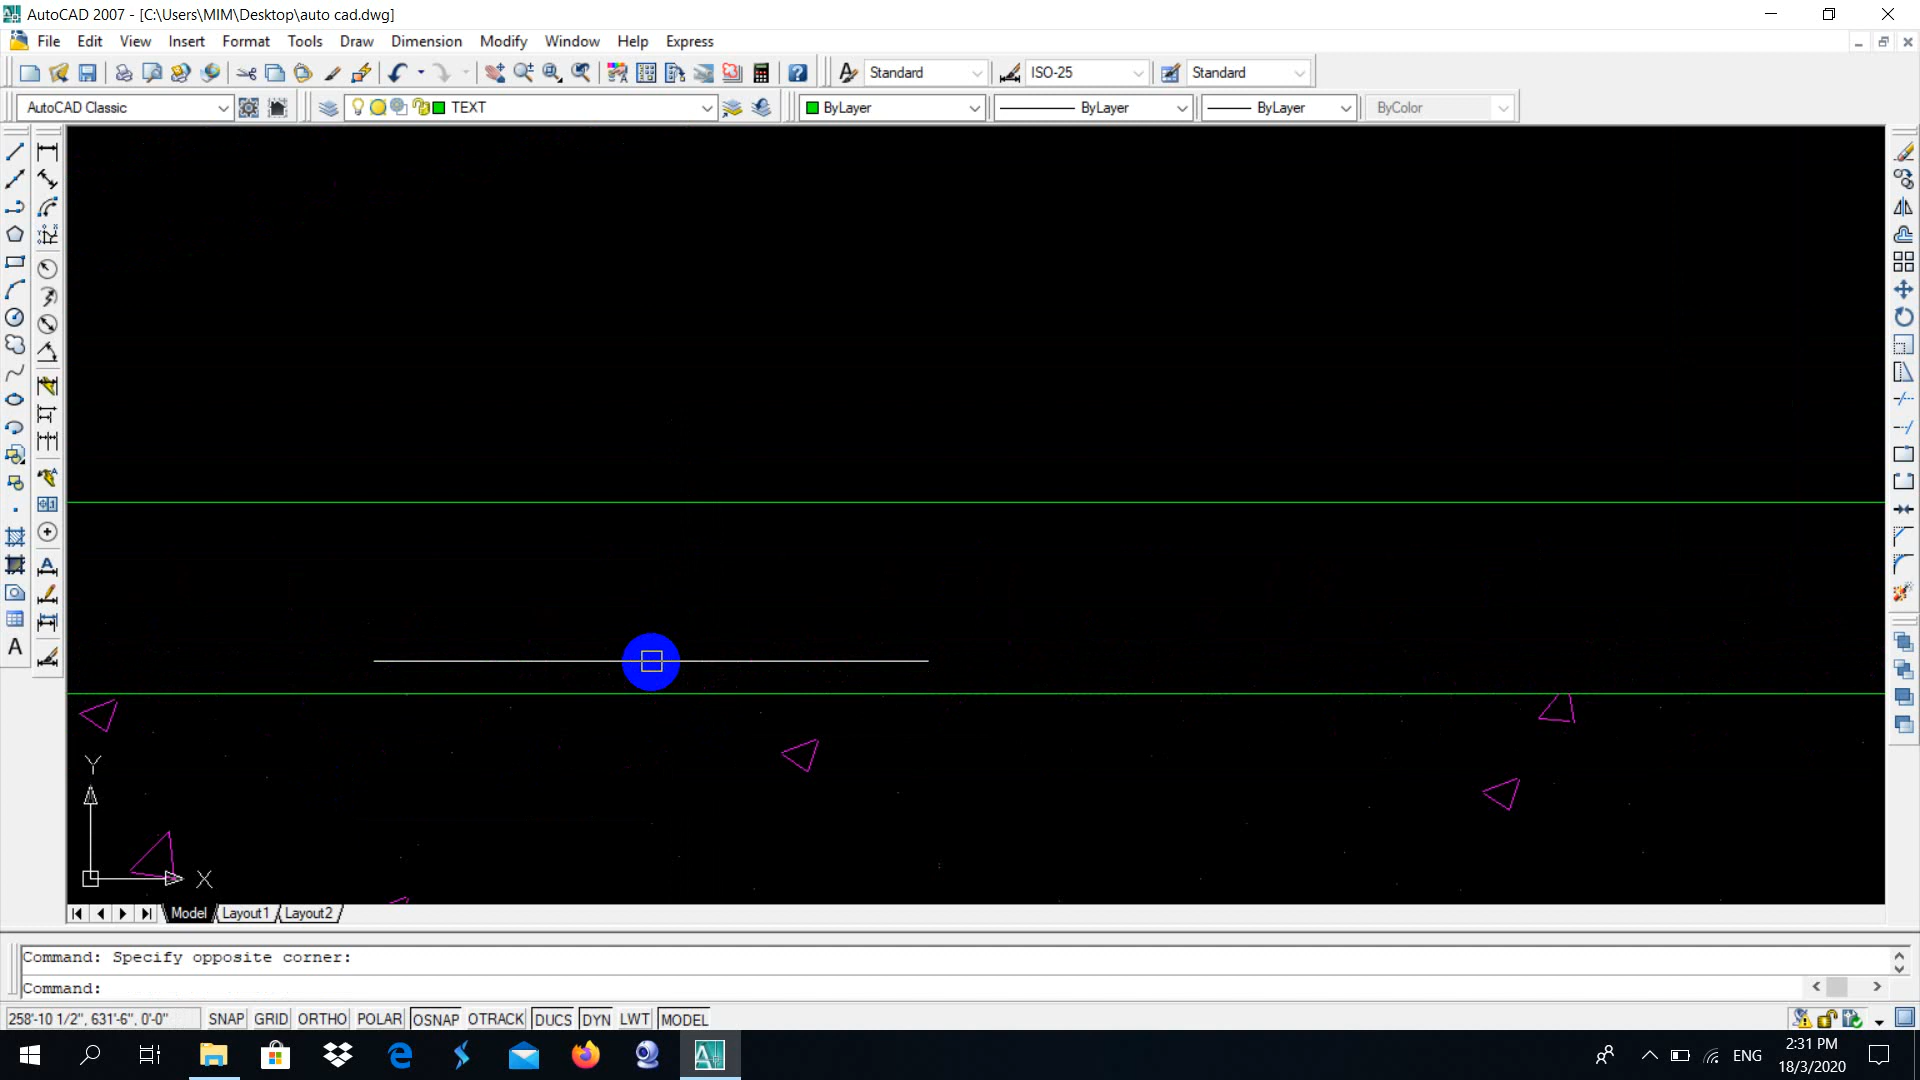 AutoCAD 2007 - [C:\Users\MIM\Desktop\auto cad.dwg]
File Edit View Insert Format Tools Draw Dimension Modify Window Help Express
Standard ISO-25 Standard
AutoCAD Classic TEXT ByLayer ByLayer ByLayer ByColor
A
Y
X
Model Layout1 Layout2
Command: Specify opposite corner:
Command:
258'-10 1/2", 631'-6", 0'-0" SNAP GRID ORTHO POLAR OSNAP OTRACK DUCS DYN LWT MODEL
ENG
2:31 PM
18/3/2020